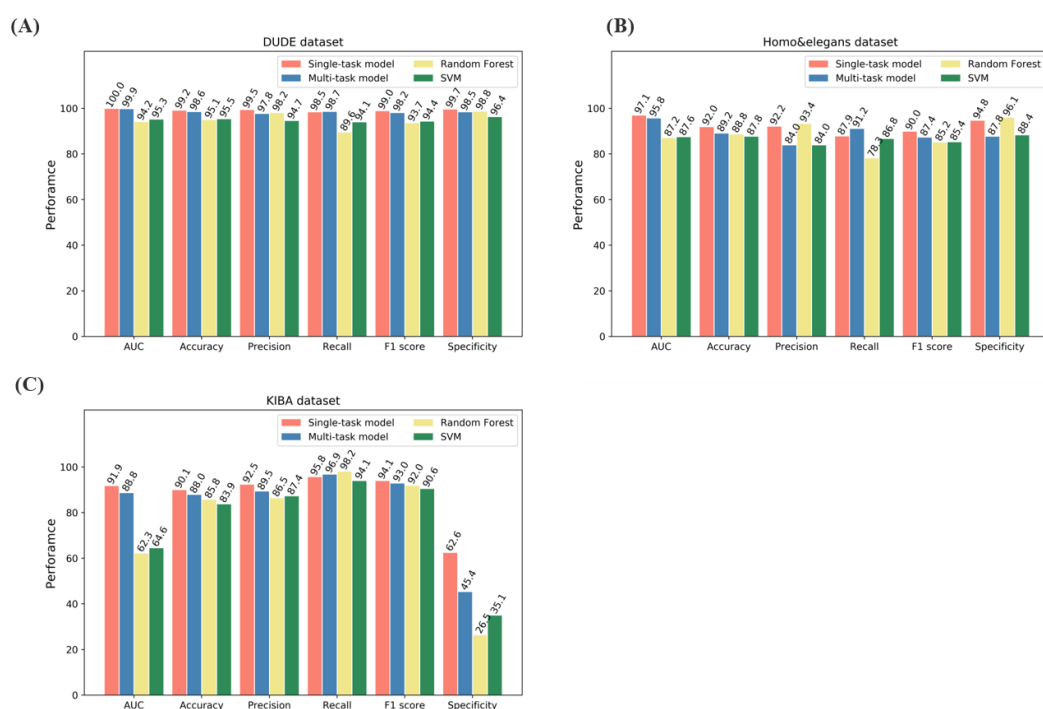 (A)
DUDE dataset
Single-task model
Multi-task model
Random Forest
SVM
Perforamce
100
80
60
40
20
0
100.0 99.9 94.2 95.3
99.2 98.6 95.1 95.5
99.5 97.8 98.2 94.7
98.5 98.7 89.6 94.1
99.0 98.2 93.7 94.4
99.7 98.5 98.8 96.4
AUC Accuracy Precision Recall F1 score Specificity
(B)
Homo&elegans dataset
Single-task model
Multi-task model
Random Forest
SVM
Perforamce
100
80
60
40
20
0
97.1 95.8 87.2 87.6
92.0 89.2 88.8 87.8
92.2 84.0 93.4 84.0
87.9 91.2 78.3 86.8
90.0 87.4 85.2 85.4
94.8 87.8 96.1 88.4
AUC Accuracy Precision Recall F1 score Specificity
(C)
KIBA dataset
Single-task model
Multi-task model
Random Forest
SVM
Perforamce
100
80
60
40
20
0
91.9 88.8 62.3 64.6
90.1 88.0 85.8 83.9
92.5 89.5 86.5 87.4
95.8 96.9 98.2 94.1
94.1 93.0 92.0 90.6
62.6 45.4 26.5 35.1
AUC Accuracy Precision Recall F1 score Specificity